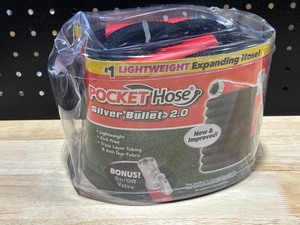 #1 LIGHTWEIGHT Expanding Hose!
POCKET Hose
Silver Bullet 2.0
• Lightweight
• Kink Free
• Triple Layer Tubing
& Anti-Tear Fabric
New &
Improved!
BONUS!
On/Off
Valve